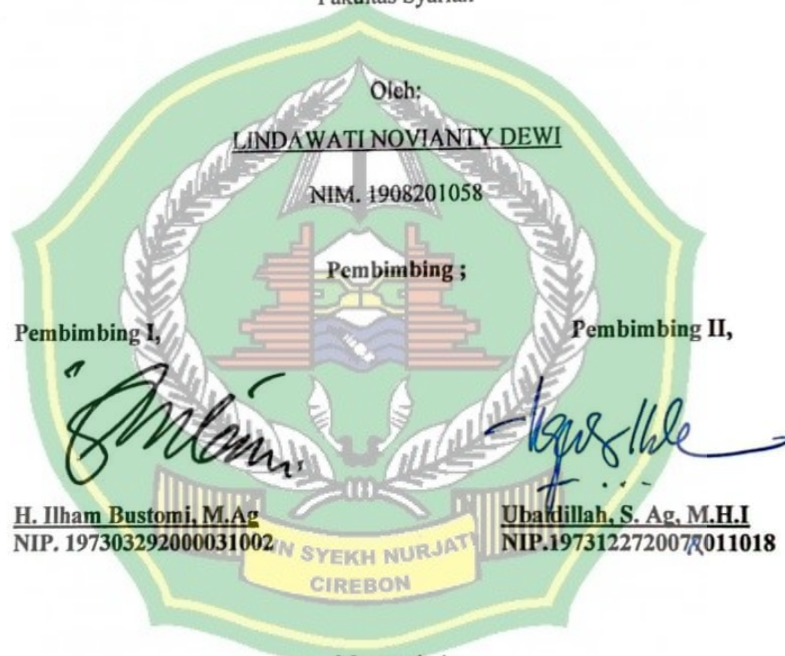 Fakultas Syariah
Oleh:
LINDAWATI NOVIANTY DEWI
NIM. 1908201058
Pembimbing ;
Pembimbing I,
Pembimbing II,
H. Ilham Bustomi, M.Ag
NIP. 197303292000031002
Ubaidillah, S. Ag, M.H.I
SYEKH NURJATI
CIREBON